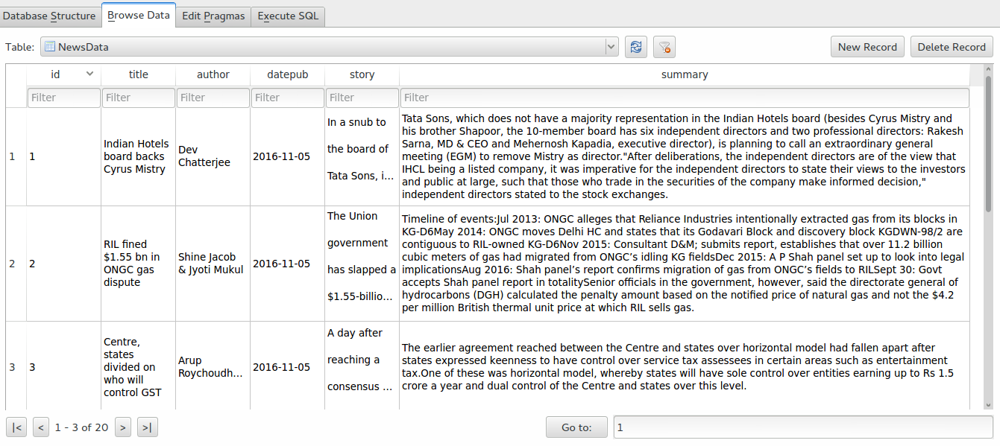 Database Structure Browse Data Edit Pragmas Execute SQL
Table: NewsData New Record Delete Record
id title author datepub story summary
Filter Filter Filter Filter Filter Filter
1 1
Indian Hotels
board backs
Cyrus Mistry
Dev
Chatterjee
2016-11-05
In a snub to
the board of
Tata Sons, i...
Tata Sons, which does not have a majority representation in the Indian Hotels board (besides Cyrus Mistry and
his brother Shapoor, the 10-member board has six independent directors and two professional directors: Rakesh
Sarna, MD & CEO and Mehernosh Kapadia, executive director), is planning to call an extraordinary general
meeting (EGM) to remove Mistry as director."After deliberations, the independent directors are of the view that
IHCL being a listed company, it was imperative for the independent directors to state their views to the investors
and public at large, such that those who trade in the securities of the company make informed decision,"
independent directors stated to the stock exchanges.
2 2
RIL fined
$1.55 bn in
ONGC gas
dispute
Shine Jacob
& Jyoti Mukul
2016-11-05
The Union
government
has slapped a
$1.55-billio...
Timeline of events:Jul 2013: ONGC alleges that Reliance Industries intentionally extracted gas from its blocks in
KG-D6May 2014: ONGC moves Delhi HC and states that its Godavari Block and discovery block KGDWN-98/2 are
contiguous to RIL-owned KG-D6Nov 2015: Consultant D&M; submits report, establishes that over 11.2 billion
cubic meters of gas had migrated from ONGC’s idling KG fieldsDec 2015: A P Shah panel set up to look into legal
implicationsAug 2016: Shah panel’s report confirms migration of gas from ONGC’s fields to RILSept 30: Govt
accepts Shah panel report in totalitySenior officials in the government, however, said the directorate general of
hydrocarbons (DGH) calculated the penalty amount based on the notified price of natural gas and not the $4.2
per million British thermal unit price at which RIL sells gas.
3 3
Centre,
states
divided on
who will
control GST
Arup
Roychoudh...
2016-11-05
A day after
reaching a
consensus ...
The earlier agreement reached between the Centre and states over horizontal model had fallen apart after
states expressed keenness to have control over service tax assessees in certain areas such as entertainment
tax.One of these was horizontal model, whereby states will have sole control over entities earning up to Rs 1.5
crore a year and dual control of the Centre and states over this level.
|< < 1 - 3 of 20 > >| Go to: 1